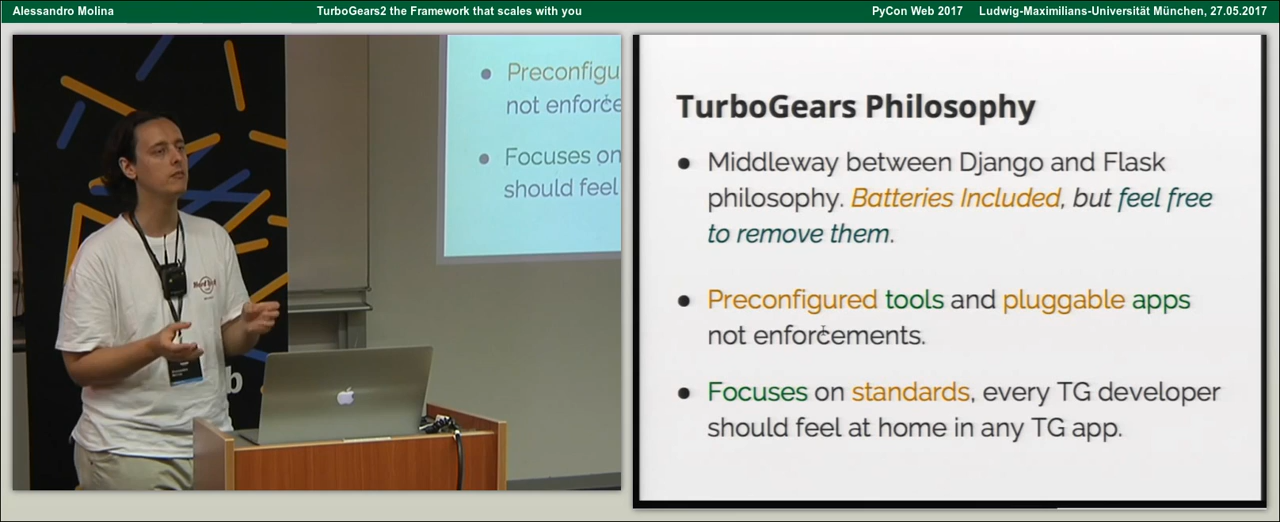 Alessandro Molina
TurboGears2 the Framework that scales with you
PyCon Web 2017
Ludwig-Maximilians-Universität München, 27.05.2017
• Preconfigu
not enforce
• Focuses on
should feel
Hard Rock
b
TurboGears Philosophy
• Middleway between Django and Flask
philosophy. Batteries Included, but feel free
to remove them.
• Preconfigured tools and pluggable apps
not enforcements.
• Focuses on standards, every TG developer
should feel at home in any TG app.